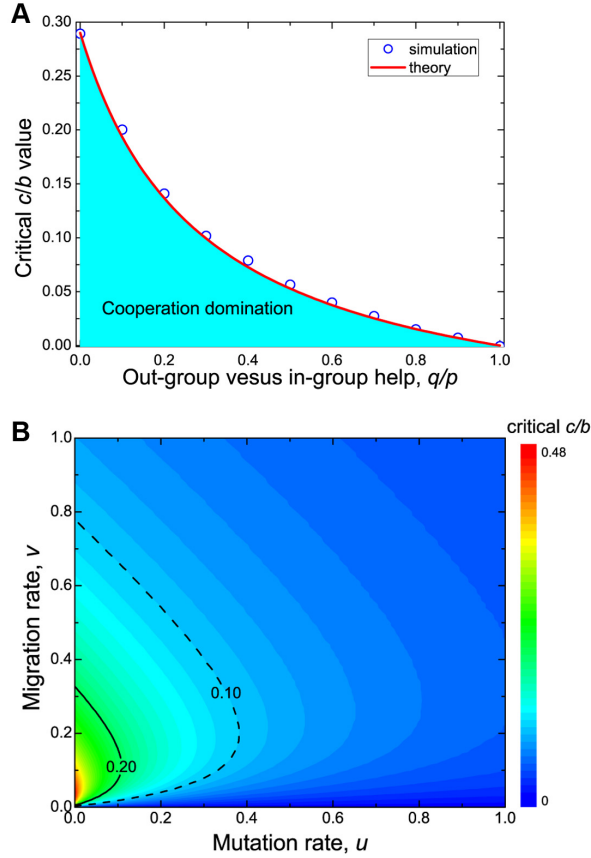 A
simulation
theory
Critical c/b value
0.30
0.25
0.20
0.15
0.10
0.05
0.00
Cooperation domination
0.0 0.2 0.4 0.6 0.8 1.0
Out-group vesus in-group help, q/p
B
critical c/b
0.48
0
Migration rate, v
1.0
0.8
0.6
0.4
0.2
0.0
0.10
0.20
0.0 0.2 0.4 0.6 0.8 1.0
Mutation rate, u